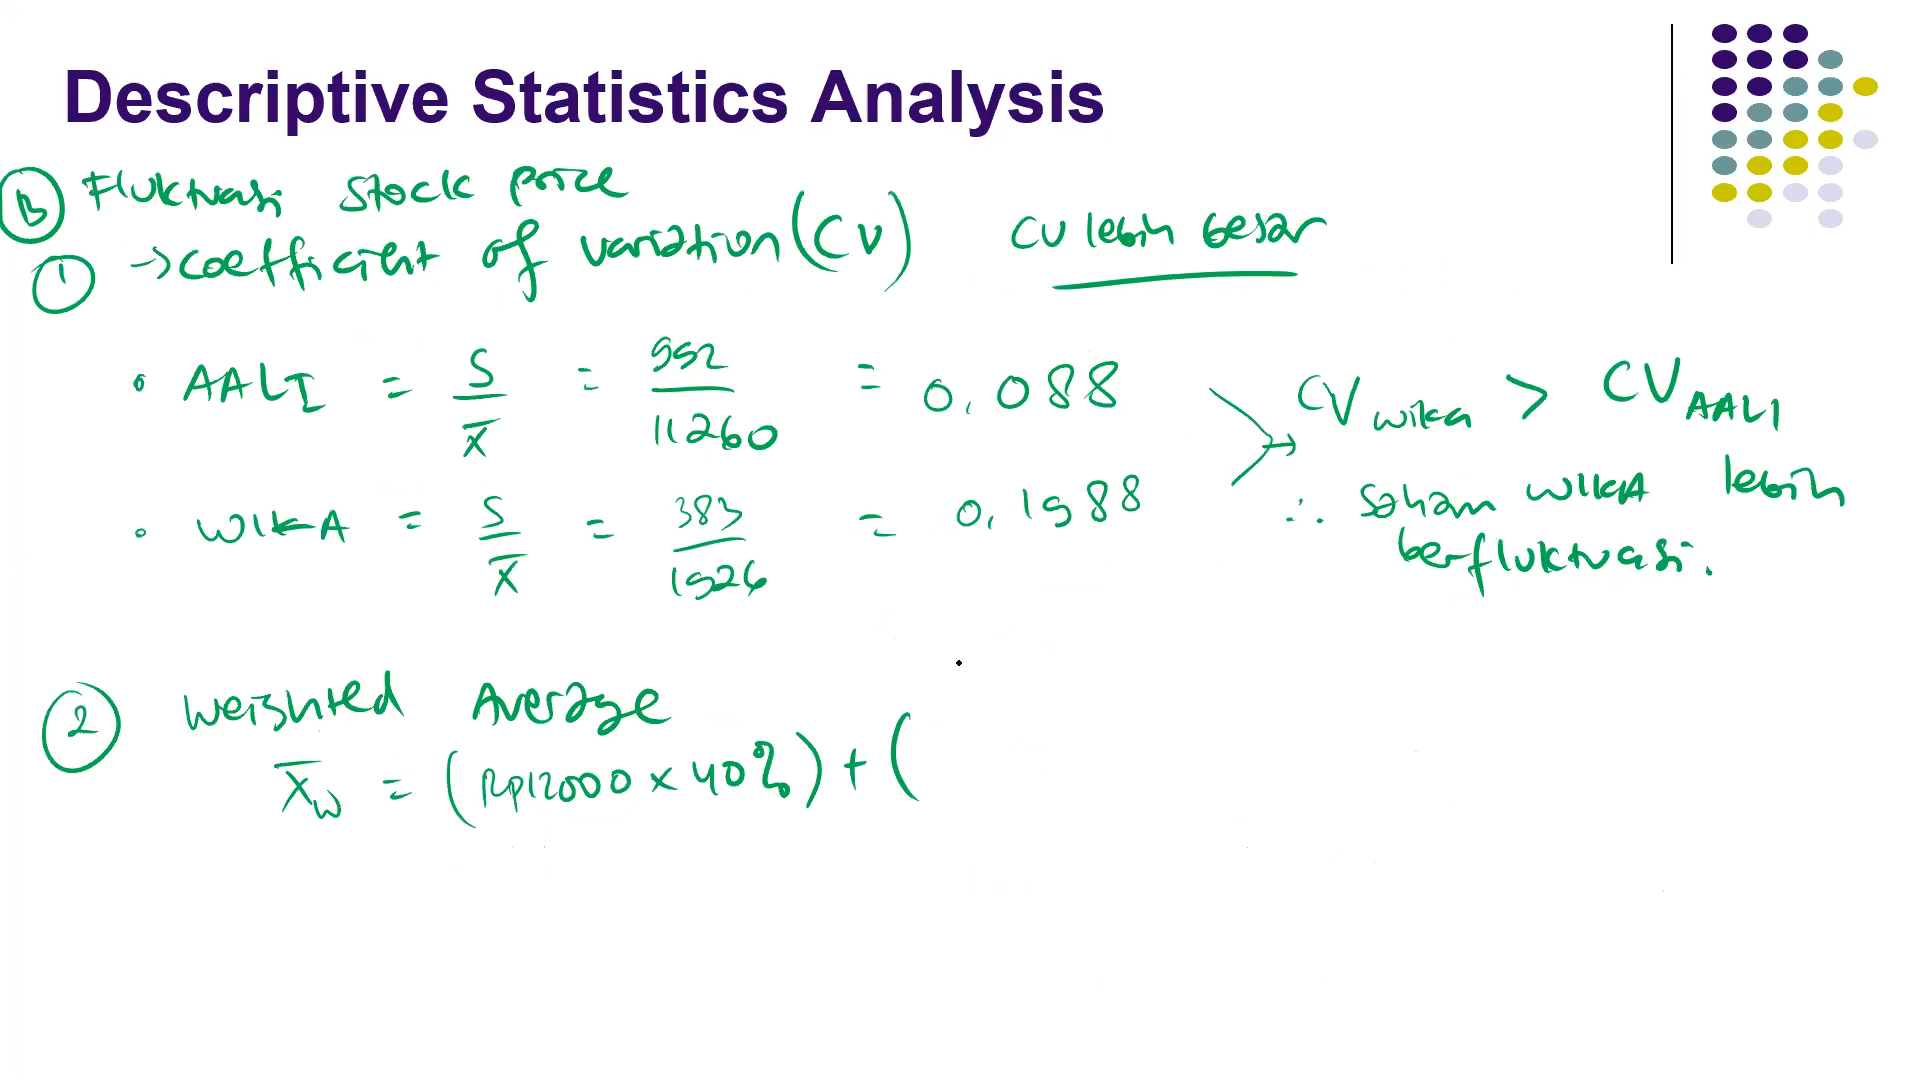 Descriptive Statistics Analysis
B Fluktuasi stock price
1 → coefficient of variation (CV) CV lebih besar
• AALI = S / x̄ = 992 / 11260 = 0,088
CV wika > CV AALI
• WIKA = S / x̄ = 383 / 1926 = 0,1988
∴ Saham WIKA lebih
berfluktuasi.
2 Weighted Average
x̄w = (Rp12000 x 40%) + (